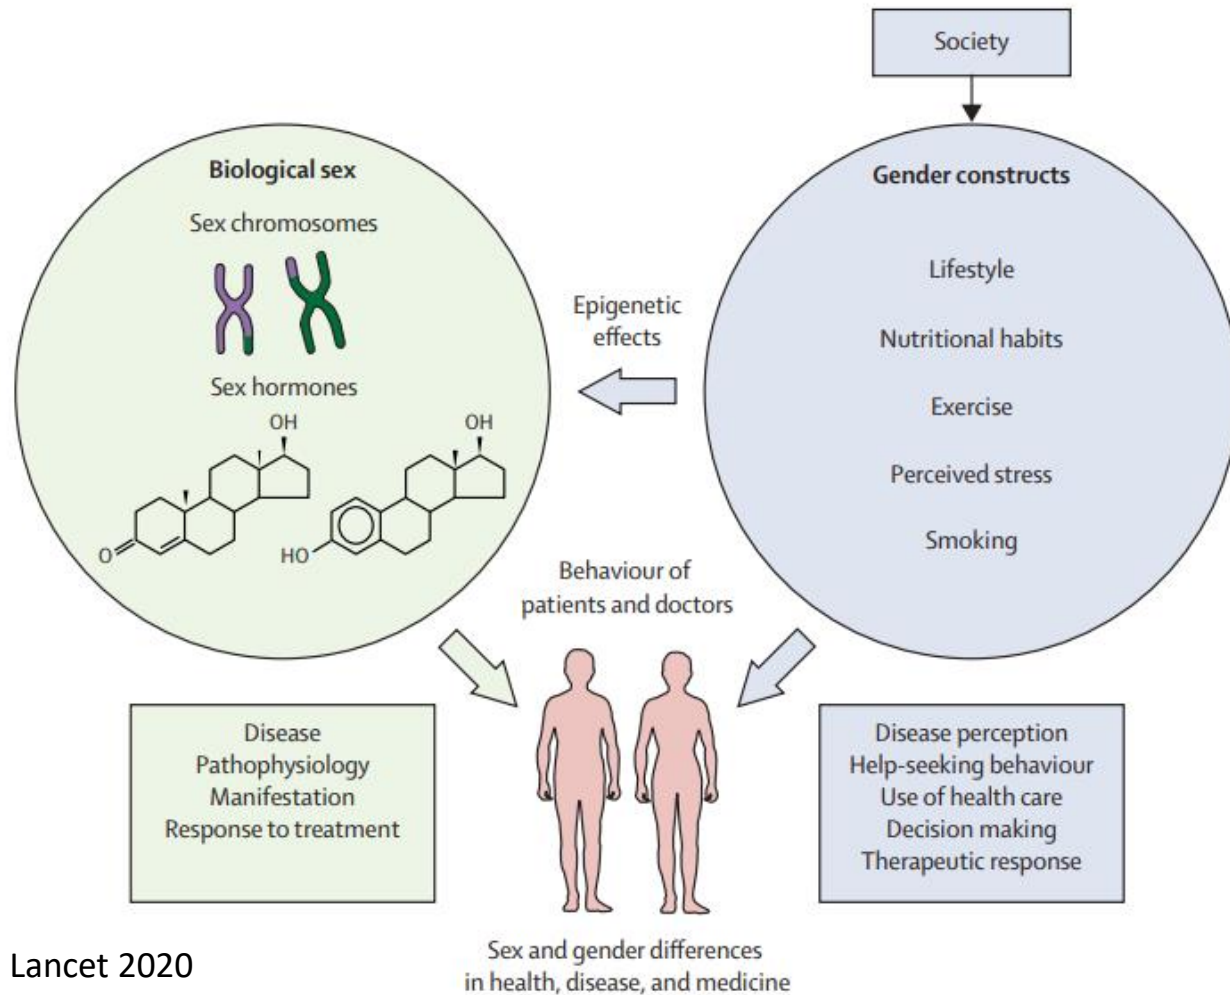 Society
Biological sex
Sex chromosomes
Sex hormones
OH
O
OH
HO
Epigenetic
effects
Gender constructs
Lifestyle
Nutritional habits
Exercise
Perceived stress
Smoking
Behaviour of
patients and doctors
Disease
Pathophysiology
Manifestation
Response to treatment
Disease perception
Help-seeking behaviour
Use of health care
Decision making
Therapeutic response
Sex and gender differences
in health, disease, and medicine
Lancet 2020